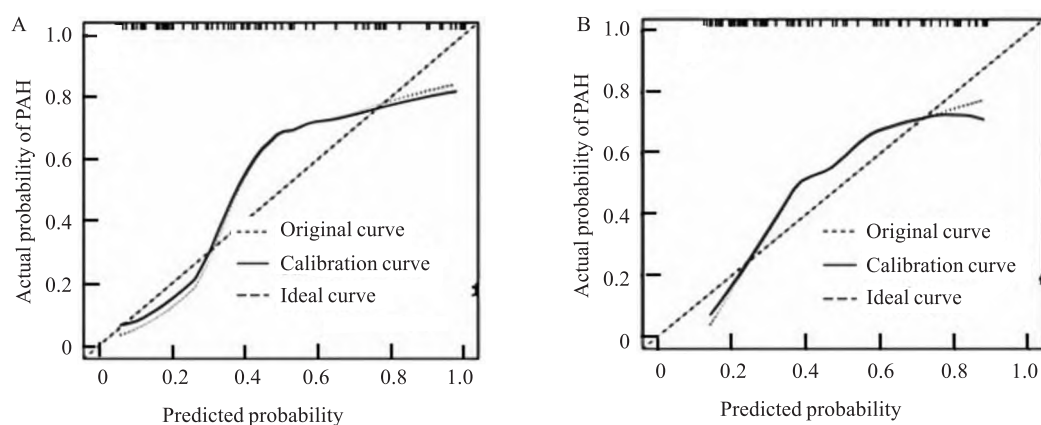 A
Actual probability of PAH
1.0
0.8
0.6
0.4
0.2
0
Original curve
Calibration curve
Ideal curve
0 0.2 0.4 0.6 0.8 1.0
Predicted probability
B
Actual probability of PAH
1.0
0.8
0.6
0.4
0.2
0
Original curve
Calibration curve
Ideal curve
0 0.2 0.4 0.6 0.8 1.0
Predicted probability